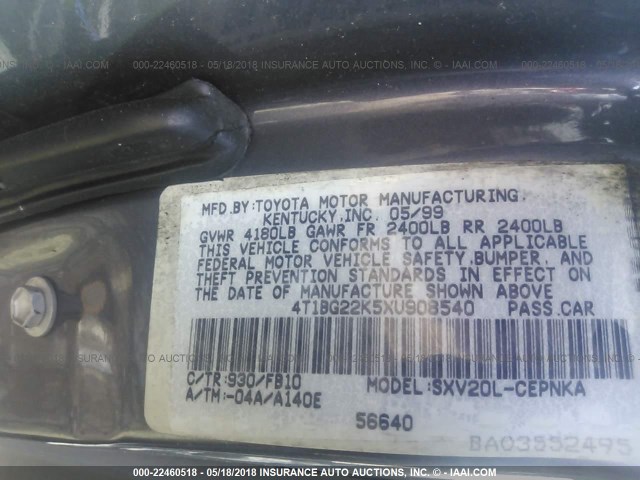 000-22460518 - 05/18/2018 INSURANCE AUTO AUCTIONS, INC. - © - IAAI.COM
MFD.BY:TOYOTA MOTOR MANUFACTURING.
KENTUCKY,INC. 05/99
GVWR 4180LB GAWR FR 2400LB RR 2400LB
THIS VEHICLE CONFORMS TO ALL APPLICABLE
FEDERAL MOTOR VEHICLE SAFETY,BUMPER, AND
THEFT PREVENTION STANDARDS IN EFFECT ON
THE DATE OF MANUFACTURE SHOWN ABOVE
4T1BG22K5XU908540 PASS.CAR
C/TR:930/FB10 MODEL:SXV20L-CEPNKA
A/TM:-04A/A140E
56640
BA03552495
000-22460518 - 05/18/2018 INSURANCE AUTO AUCTIONS, INC. - © - IAAI.COM